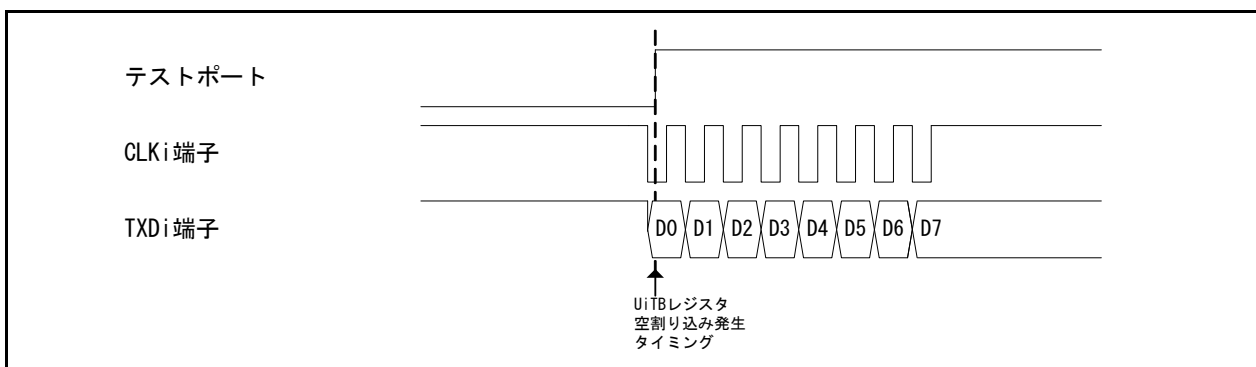 テストポート
CLKi端子
TXDi端子
D0 D1 D2 D3 D4 D5 D6 D7
UiTBレジスタ
空割り込み発生
タイミング